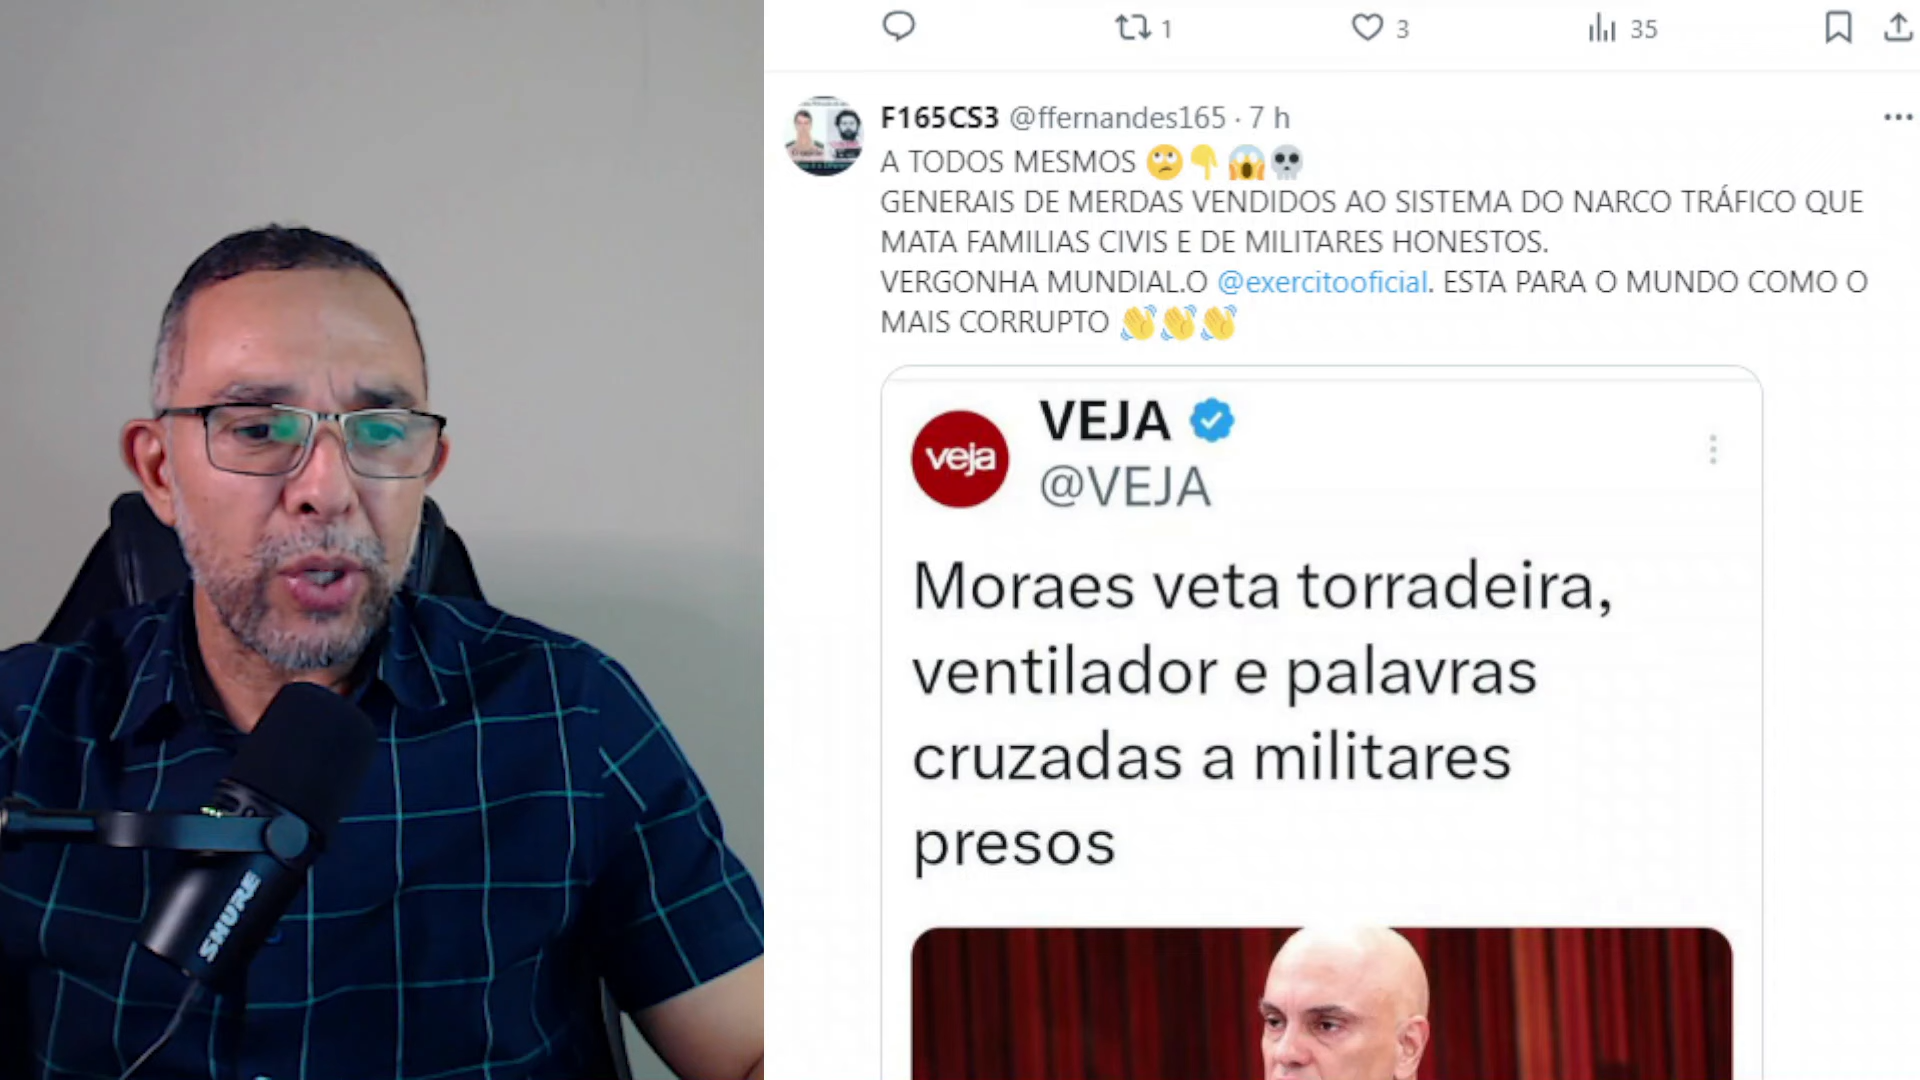 1
3
35
F165CS3 @ffernandes165 · 7 h
A TODOS MESMOS 🙄👇😱💀
GENERAIS DE MERDAS VENDIDOS AO SISTEMA DO NARCO TRÁFICO QUE
MATA FAMILIAS CIVIS E DE MILITARES HONESTOS.
VERGONHA MUNDIAL.O @exercitooficial. ESTA PARA O MUNDO COMO O
MAIS CORRUPTO 👏👏👏
veja
VEJA
@VEJA
Moraes veta torradeira,
ventilador e palavras
cruzadas a militares
presos
SHURE